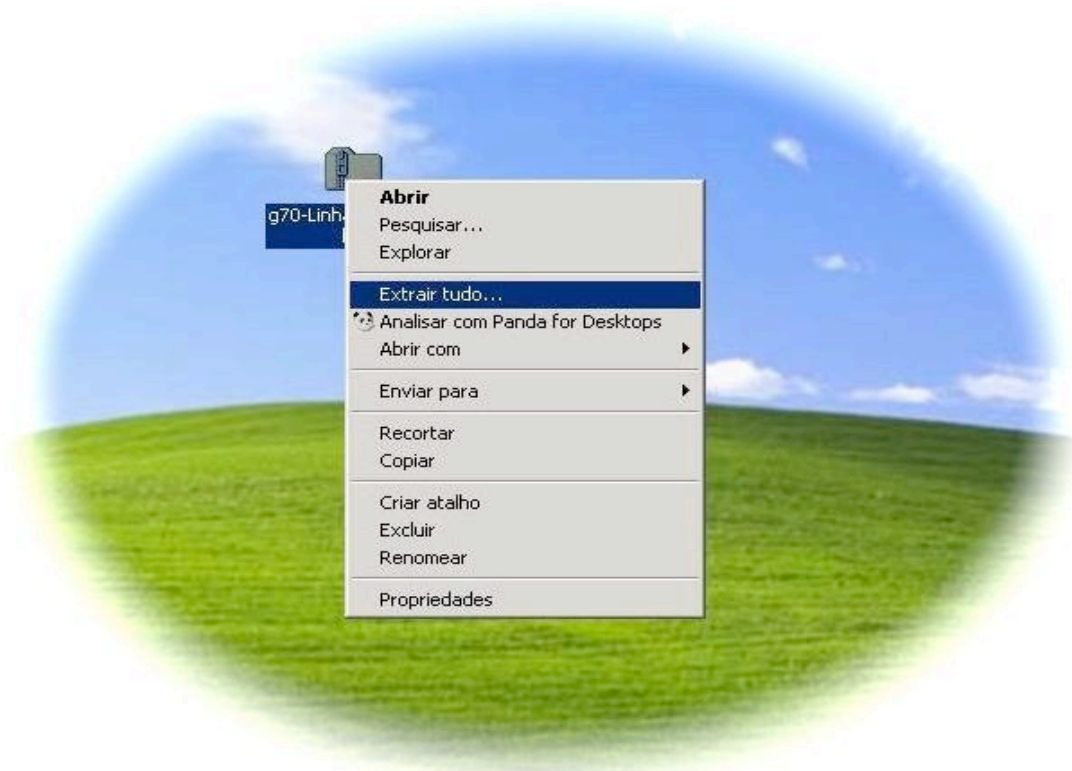 g70-Linh
Abrir
Pesquisar...
Explorar
Extrair tudo...
Analisar com Panda for Desktops
Abrir com
Enviar para
Recortar
Copiar
Criar atalho
Excluir
Renomear
Propriedades